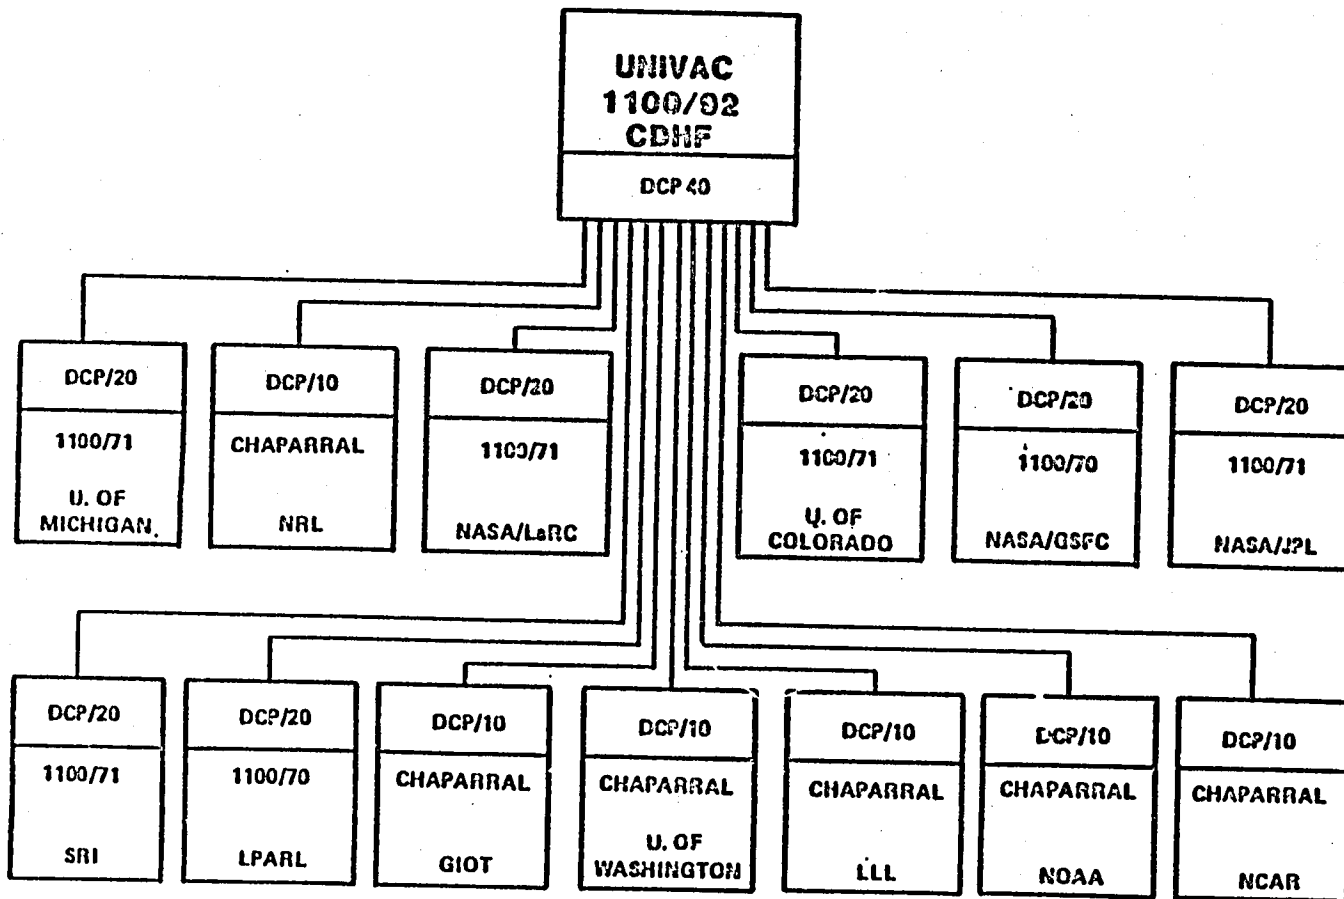 UNIVAC
1100/92
CDHF
DCP 40
DCP/20
1100/71
U. OF
MICHIGAN
DCP/10
CHAPARRAL
NRL
DCP/20
1100/71
NASA/LaRC
DCP/20
1100/71
U. OF
COLORADO
DCP/20
1100/70
NASA/GSFC
DCP/20
1100/71
NASA/JPL
DCP/20
1100/71
SRI
DCP/20
1100/70
LPARL
DCP/10
CHAPARRAL
GIOT
DCP/10
CHAPARRAL
U. OF
WASHINGTON
DCP/10
CHAPARRAL
LLL
DCP/10
CHAPARRAL
NOAA
DCP/10
CHAPARRAL
NCAR